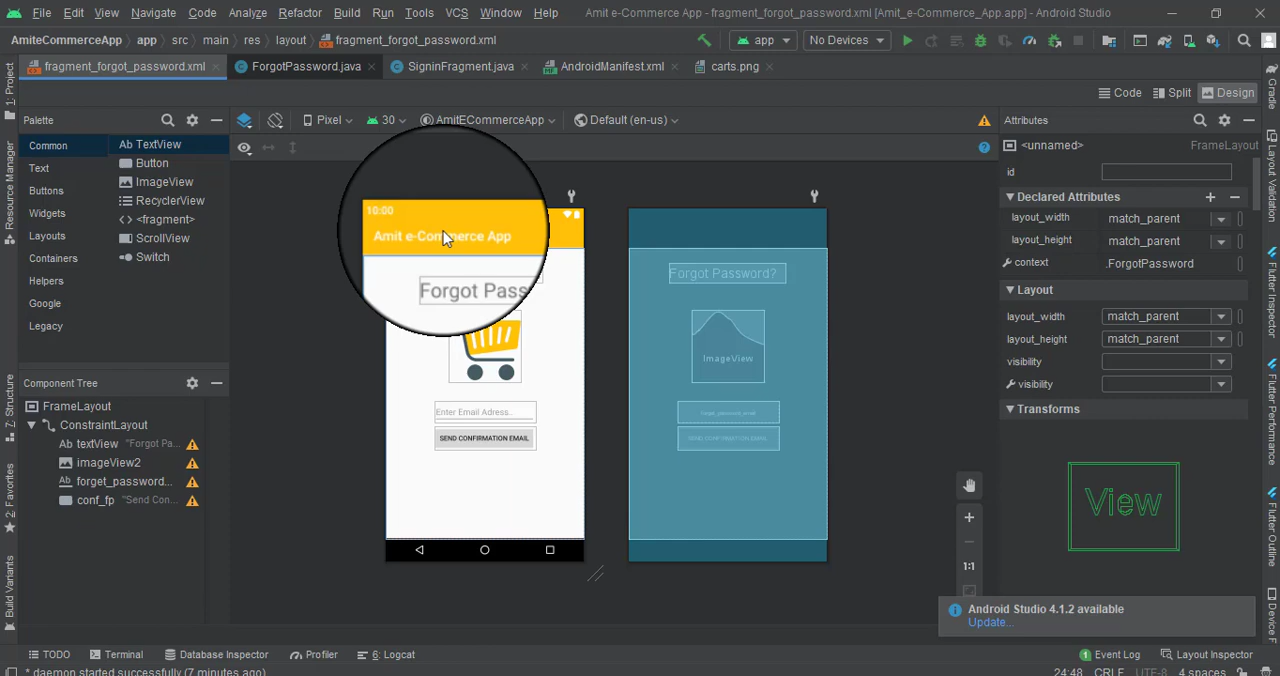 File Edit View Navigate Code Analyze Refactor Build Run Tools VCS Window Help Amit e-Commerce App - fragment_forgot_password.xml [Amit_e-Commerce_App.app] - Android Studio
AmiteCommerceApp app src main res layout fragment_forgot_password.xml app No Devices
fragment_forgot_password.xml ForgotPassword.java SigninFragment.java AndroidManifest.xml carts.png
Code Split Design
Palette
Pixel 30 AmitECommerceApp Default (en-us)
Attributes
Common
Text
Buttons
Widgets
Layouts
Containers
Helpers
Google
Legacy
Ab TextView
Button
ImageView
RecyclerView
<fragment>
ScrollView
Switch
Component Tree
FrameLayout
ConstraintLayout
Ab textView "Forgot Pa...
imageView2
Ab forget_password...
conf_fp "Send Con...
10:00
Amit e-Commerce App
Forgot Pass
Enter Email Adress..
SEND CONFIRMATION EMAIL
Forgot Password?
ImageView
forget_password_email
SEND CONFIRMATION EMAIL
1:1
<unnamed> FrameLayout
id
Declared Attributes
layout_width match_parent
layout_height match_parent
context .ForgotPassword
Layout
layout_width match_parent
layout_height match_parent
visibility
visibility
Transforms
View
Android Studio 4.1.2 available
Update...
1: Project
Resource Manager
7: Structure
2: Favorites
Build Variants
Gradle
Layout Validation
Flutter Inspector
Flutter Performance
Flutter Outline
Device F
TODO Terminal Database Inspector Profiler 6: Logcat 1 Event Log Layout Inspector
* daemon started successfully (7 minutes ago) 24:48 CRLF UTF-8 4 spaces